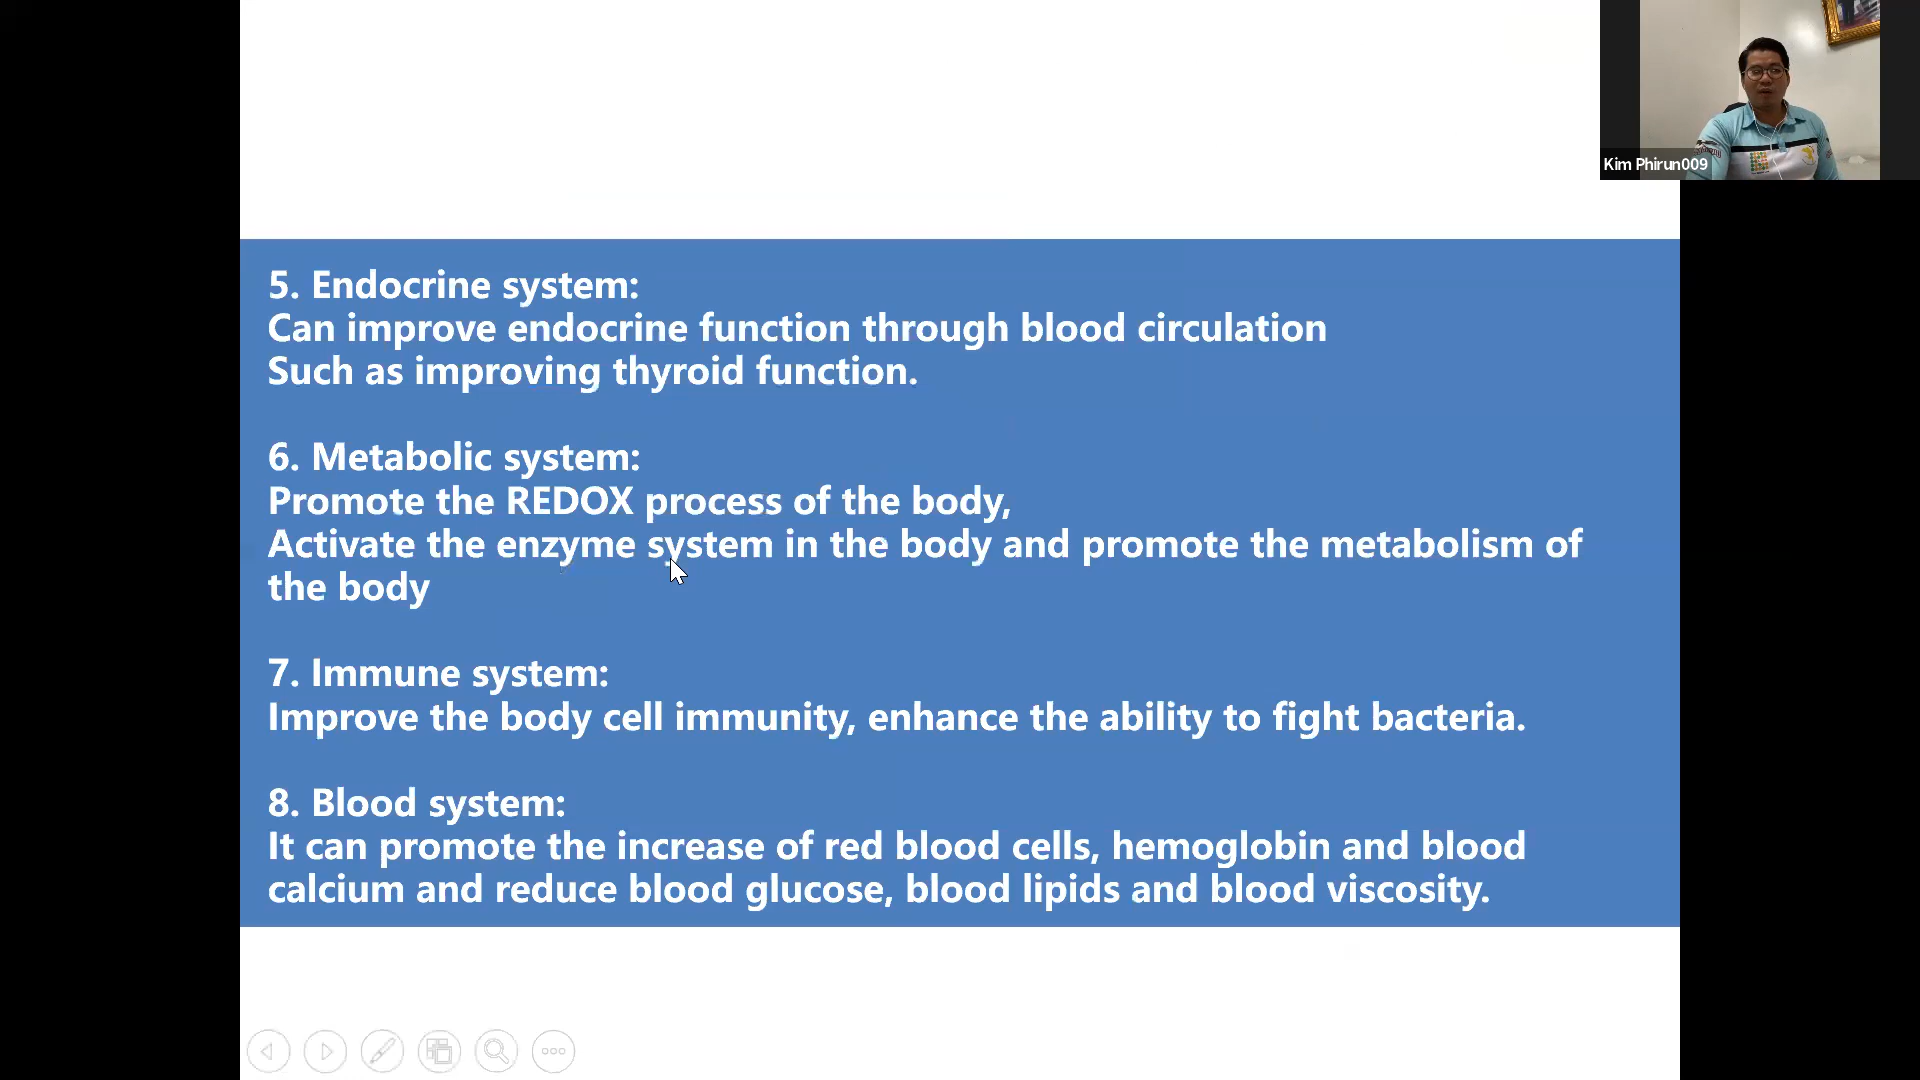 Kim Phirun009
5. Endocrine system:
Can improve endocrine function through blood circulation
Such as improving thyroid function.
6. Metabolic system:
Promote the REDOX process of the body,
Activate the enzyme system in the body and promote the metabolism of
the body
7. Immune system:
Improve the body cell immunity, enhance the ability to fight bacteria.
8. Blood system:
It can promote the increase of red blood cells, hemoglobin and blood
calcium and reduce blood glucose, blood lipids and blood viscosity.